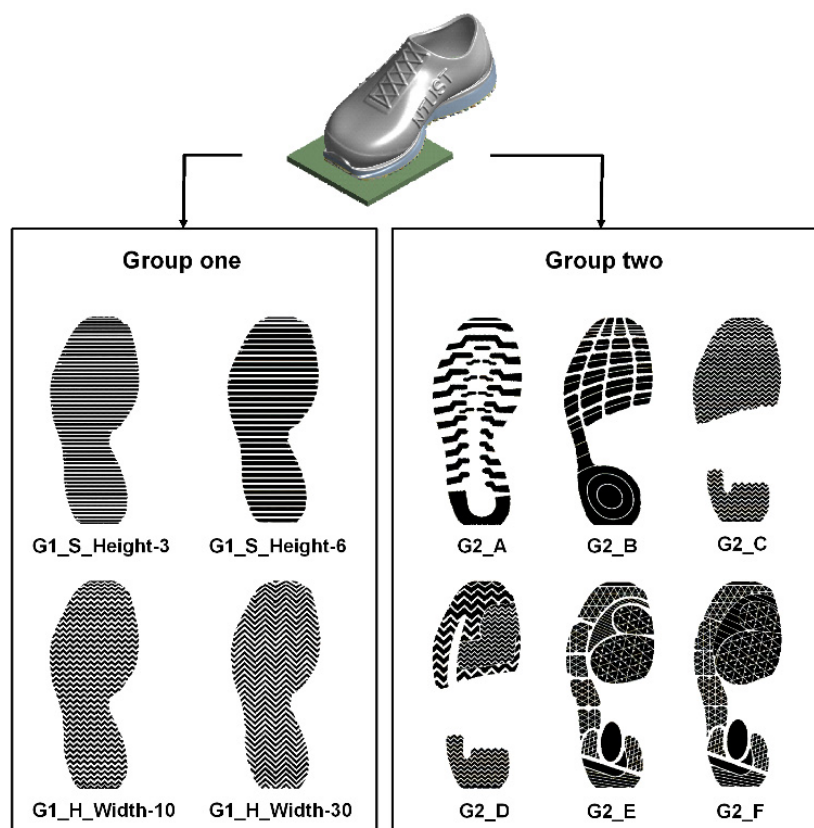 NTUST
Group one
Group two
G1_S_Height-3
G1_S_Height-6
G2_A
G2_B
G2_C
G1_H_Width-10
G1_H_Width-30
G2_D
G2_E
G2_F